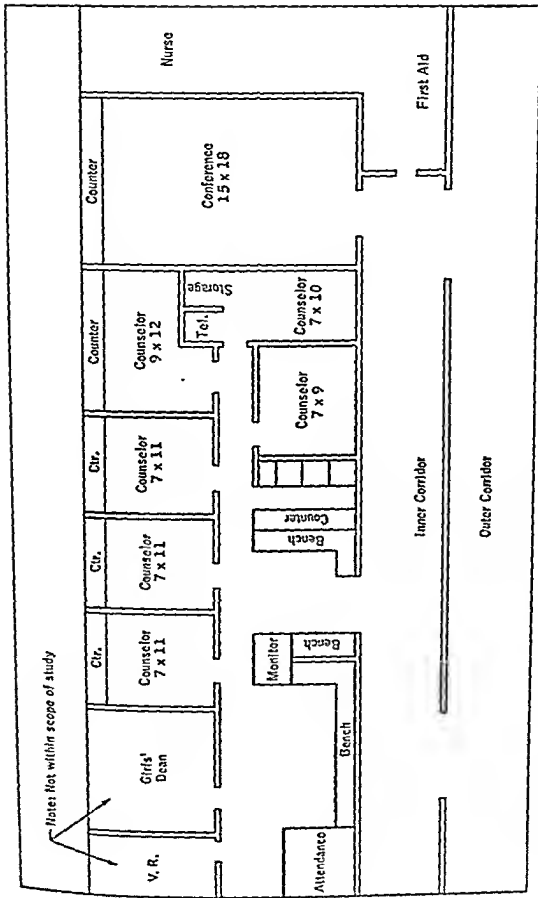 Note: Not within scope of study
V. R.
Girls'
Dean
Ctr.
Counselor
7 x 11
Ctr.
Counselor
7 x 11
Ctr.
Counselor
7 x 11
Counter
Counselor
9 x 12
Counter
Conference
15 x 18
Nurse
Tel.
Storage
Counselor
7 x 9
Counselor
7 x 10
Attendance
Bench
Monitor
Bench
Bench
Counter
First Aid
Inner Corridor
Outer Corridor